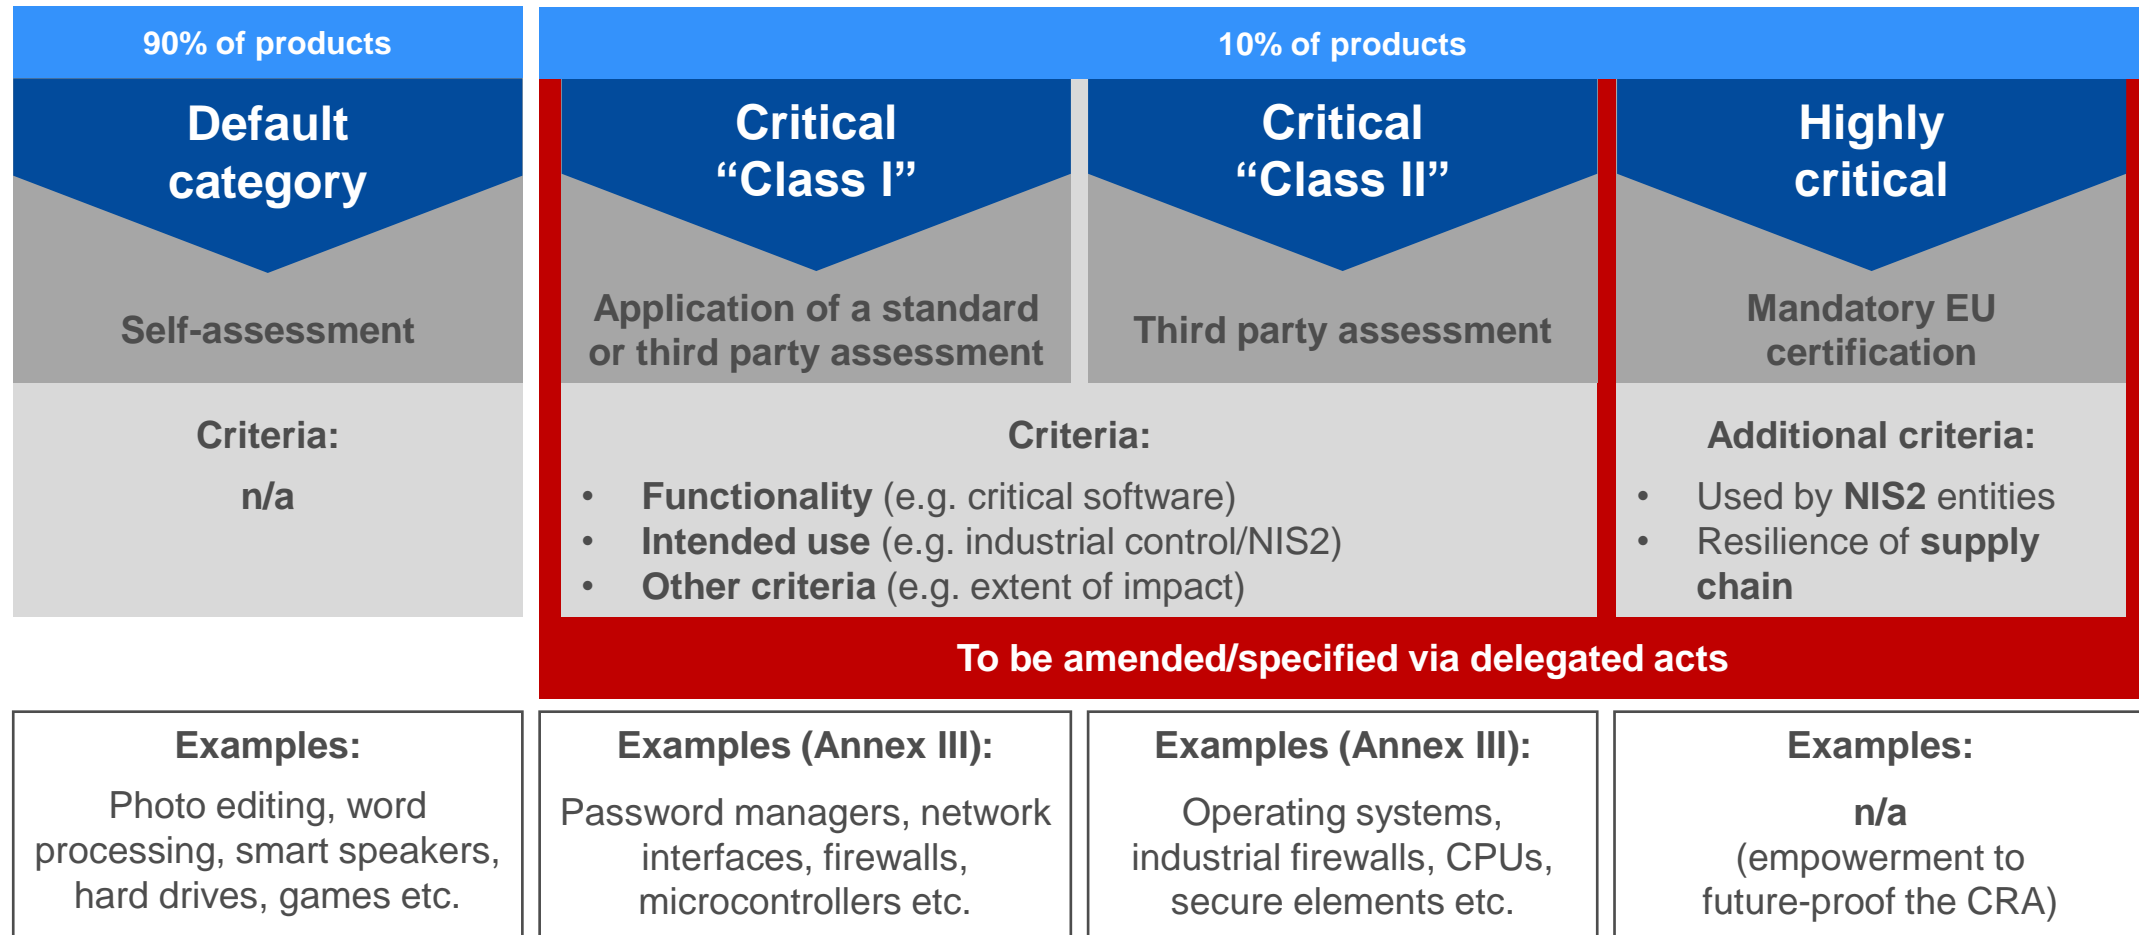 90% of products
10% of products
Default
category
Critical
“Class I”
Critical
“Class II”
Highly
critical
Self-assessment
Application of a standard
or third party assessment
Third party assessment
Mandatory EU
certification
Criteria:
n/a
Criteria:
• Functionality (e.g. critical software)
• Intended use (e.g. industrial control/NIS2)
• Other criteria (e.g. extent of impact)
Additional criteria:
• Used by NIS2 entities
• Resilience of supply
chain
To be amended/specified via delegated acts
Examples:
Photo editing, word
processing, smart speakers,
hard drives, games etc.
Examples (Annex III):
Password managers, network
interfaces, firewalls,
microcontrollers etc.
Examples (Annex III):
Operating systems,
industrial firewalls, CPUs,
secure elements etc.
Examples:
n/a
(empowerment to
future-proof the CRA)